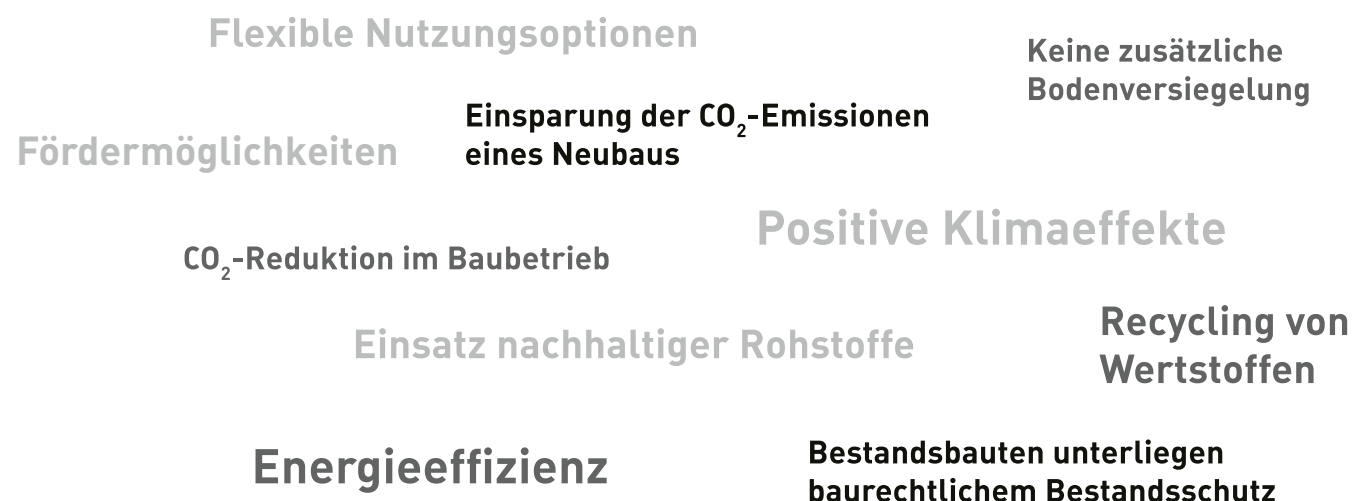 Flexible Nutzungsoptionen
Keine zusätzliche
Bodenversiegelung
Einsparung der CO₂-Emissionen
eines Neubaus
Fördermöglichkeiten
Positive Klimaeffekte
CO₂-Reduktion im Baubetrieb
Recycling von
Wertstoffen
Einsatz nachhaltiger Rohstoffe
Energieeffizienz
Bestandsbauten unterliegen
baurechtlichem Bestandsschutz